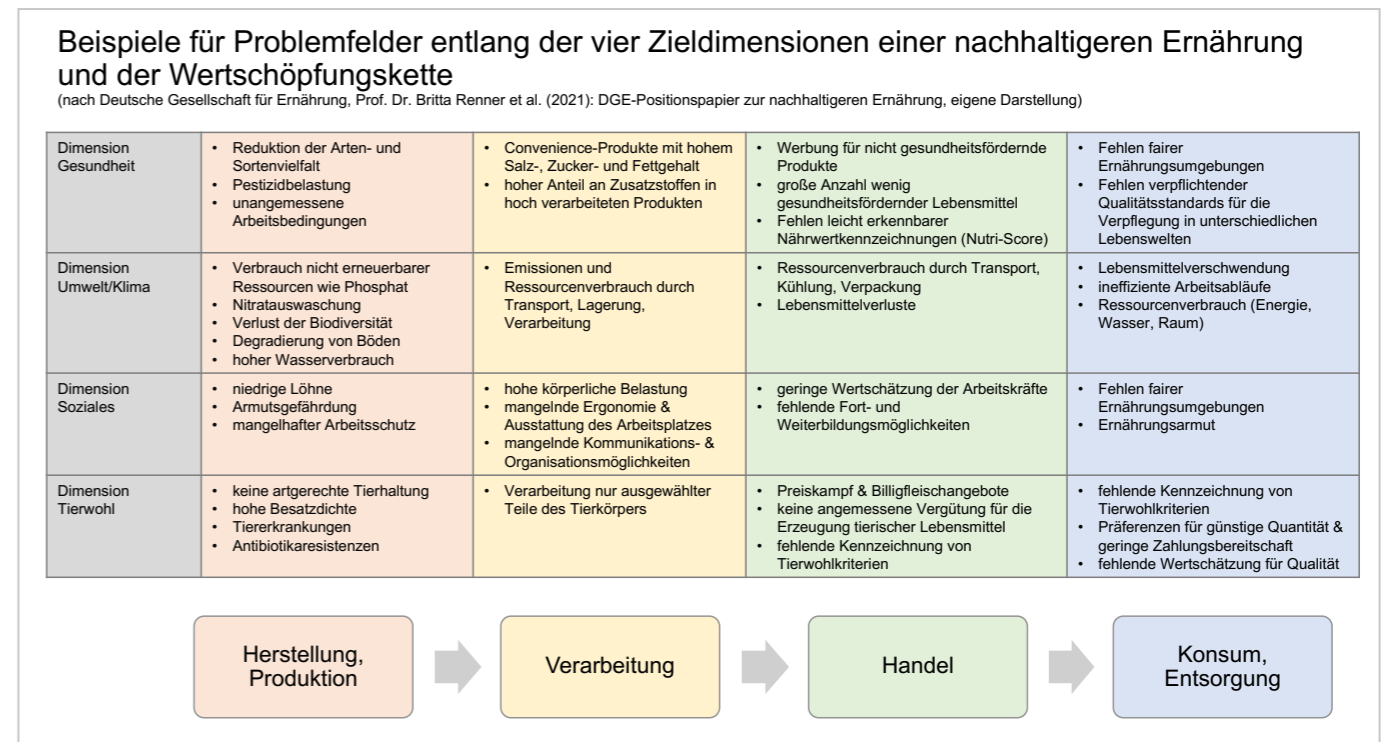 Beispiele für Problemfelder entlang der vier Zieldimensionen einer nachhaltigeren Ernährung
und der Wertschöpfungskette
(nach Deutsche Gesellschaft für Ernährung, Prof. Dr. Britta Renner et al. (2021): DGE-Positionspapier zur nachhaltigeren Ernährung, eigene Darstellung)
Dimension
Gesundheit
• Reduktion der Arten- und
Sortenvielfalt
• Pestizidbelastung
• unangemessene
Arbeitsbedingungen
• Convenience-Produkte mit hohem
Salz-, Zucker- und Fettgehalt
• hoher Anteil an Zusatzstoffen in
hoch verarbeiteten Produkten
• Werbung für nicht gesundheitsfördernde
Produkte
• große Anzahl wenig
gesundheitsfördernder Lebensmittel
• Fehlen leicht erkennbarer
Nährwertkennzeichnungen (Nutri-Score)
• Fehlen fairer
Ernährungsumgebungen
• Fehlen verpflichtender
Qualitätsstandards für die
Verpflegung in unterschiedlichen
Lebenswelten
Dimension
Umwelt/Klima
• Verbrauch nicht erneuerbarer
Ressourcen wie Phosphat
• Nitratauswaschung
• Verlust der Biodiversität
• Degradierung von Böden
• hoher Wasserverbrauch
• Emissionen und
Ressourcenverbrauch durch
Transport, Lagerung,
Verarbeitung
• Ressourcenverbrauch durch Transport,
Kühlung, Verpackung
• Lebensmittelverluste
• Lebensmittelverschwendung
• ineffiziente Arbeitsabläufe
• Ressourcenverbrauch (Energie,
Wasser, Raum)
Dimension
Soziales
• niedrige Löhne
• Armutsgefährdung
• mangelhafter Arbeitsschutz
• hohe körperliche Belastung
• mangelnde Ergonomie &
Ausstattung des Arbeitsplatzes
• mangelnde Kommunikations- &
Organisationsmöglichkeiten
• geringe Wertschätzung der Arbeitskräfte
• fehlende Fort- und
Weiterbildungsmöglichkeiten
• Fehlen fairer
Ernährungsumgebungen
• Ernährungsarmut
Dimension
Tierwohl
• keine artgerechte Tierhaltung
• hohe Besatzdichte
• Tiererkrankungen
• Antibiotikaresistenzen
• Verarbeitung nur ausgewählter
Teile des Tierkörpers
• Preiskampf & Billigfleischangebote
• keine angemessene Vergütung für die
Erzeugung tierischer Lebensmittel
• fehlende Kennzeichnung von
Tierwohlkriterien
• fehlende Kennzeichnung von
Tierwohlkriterien
• Präferenzen für günstige Quantität &
geringe Zahlungsbereitschaft
• fehlende Wertschätzung für Qualität
Herstellung,
Produktion
Verarbeitung
Handel
Konsum,
Entsorgung